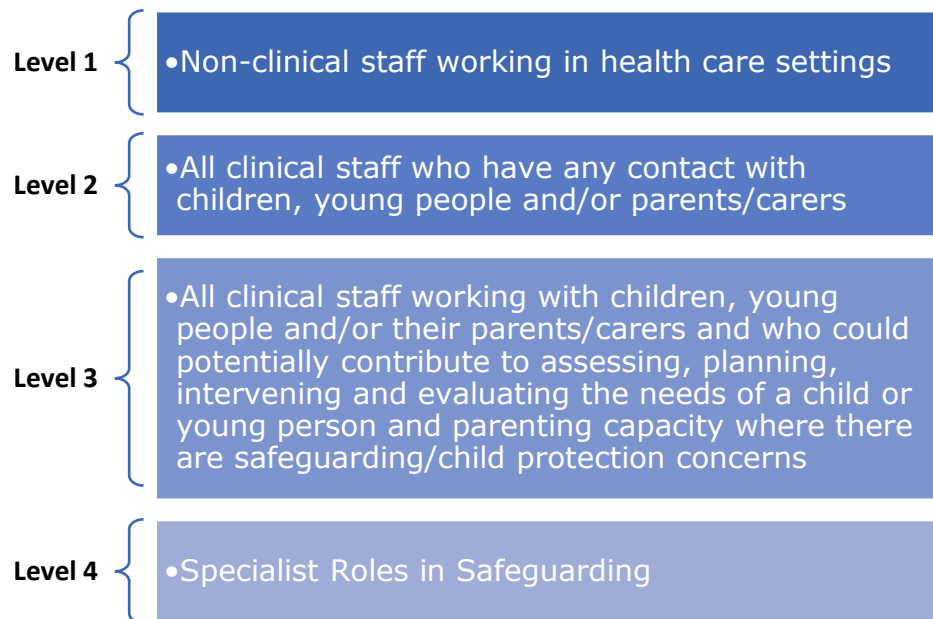 Level 1
•Non-clinical staff working in health care settings
Level 2
•All clinical staff who have any contact with
children, young people and/or parents/carers
Level 3
•All clinical staff working with children, young
people and/or their parents/carers and who could
potentially contribute to assessing, planning,
intervening and evaluating the needs of a child or
young person and parenting capacity where there
are safeguarding/child protection concerns
Level 4
•Specialist Roles in Safeguarding